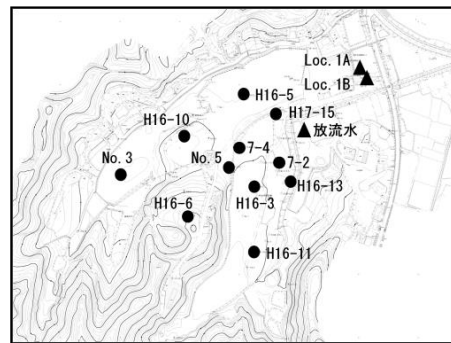 Loc. 1A
Loc. 1B
H16-5
H17-15
放流水
H16-10
7-4
No. 3
No. 5
7-2
H16-13
H16-3
H16-6
H16-11